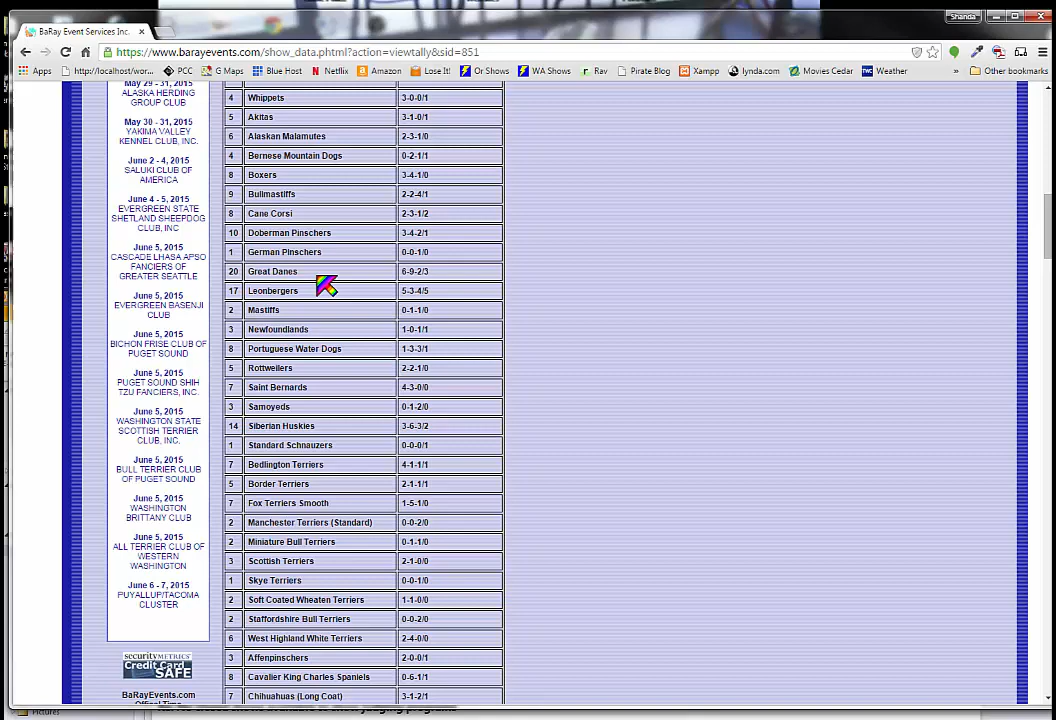 Shanda
BaRay Event Services Inc.
https://www.barayevents.com/show_data.phtml?action=viewtally&sid=851
Apps http://localhost/wor... PCC G Maps Blue Host Netflix Amazon Lose It! Or Shows WA Shows Rav Pirate Blog Xampp lynda.com Movies Cedar Weather » Other bookmarks
May 29 - 31, 2015
ALASKA HERDING
GROUP CLUB
May 30 - 31, 2015
YAKIMA VALLEY
KENNEL CLUB, INC.
June 2 - 4, 2015
SALUKI CLUB OF
AMERICA
June 4 - 5, 2015
EVERGREEN STATE
SHETLAND SHEEPDOG
CLUB, INC
June 5, 2015
CASCADE LHASA APSO
FANCIERS OF
GREATER SEATTLE
June 5, 2015
EVERGREEN BASENJI
CLUB
June 5, 2015
BICHON FRISE CLUB OF
PUGET SOUND
June 5, 2015
PUGET SOUND SHIH
TZU FANCIERS, INC.
June 5, 2015
WASHINGTON STATE
SCOTTISH TERRIER
CLUB, INC.
June 5, 2015
BULL TERRIER CLUB
OF PUGET SOUND
June 5, 2015
WASHINGTON
BRITTANY CLUB
June 5, 2015
ALL TERRIER CLUB OF
WESTERN
WASHINGTON
June 6 - 7, 2015
PUYALLUP/TACOMA
CLUSTER
securityMETRICS
Credit Card
SAFE
BaRayEvents.com
Official Time
4 Whippets 3-0-0/1
5 Akitas 3-1-0/1
6 Alaskan Malamutes 2-3-1/0
4 Bernese Mountain Dogs 0-2-1/1
8 Boxers 3-4-1/0
9 Bullmastiffs 2-2-4/1
8 Cane Corsi 2-3-1/2
10 Doberman Pinschers 3-4-2/1
1 German Pinschers 0-0-1/0
20 Great Danes 6-9-2/3
17 Leonbergers 5-3-4/5
2 Mastiffs 0-1-1/0
3 Newfoundlands 1-0-1/1
8 Portuguese Water Dogs 1-3-3/1
5 Rottweilers 2-2-1/0
7 Saint Bernards 4-3-0/0
3 Samoyeds 0-1-2/0
14 Siberian Huskies 3-6-3/2
1 Standard Schnauzers 0-0-0/1
7 Bedlington Terriers 4-1-1/1
5 Border Terriers 2-1-1/1
7 Fox Terriers Smooth 1-5-1/0
2 Manchester Terriers (Standard) 0-0-2/0
2 Miniature Bull Terriers 0-1-1/0
3 Scottish Terriers 2-1-0/0
1 Skye Terriers 0-0-1/0
2 Soft Coated Wheaten Terriers 1-1-0/0
2 Staffordshire Bull Terriers 0-0-2/0
6 West Highland White Terriers 2-4-0/0
3 Affenpinschers 2-0-0/1
8 Cavalier King Charles Spaniels 0-6-1/1
7 Chihuahuas (Long Coat) 3-1-2/1